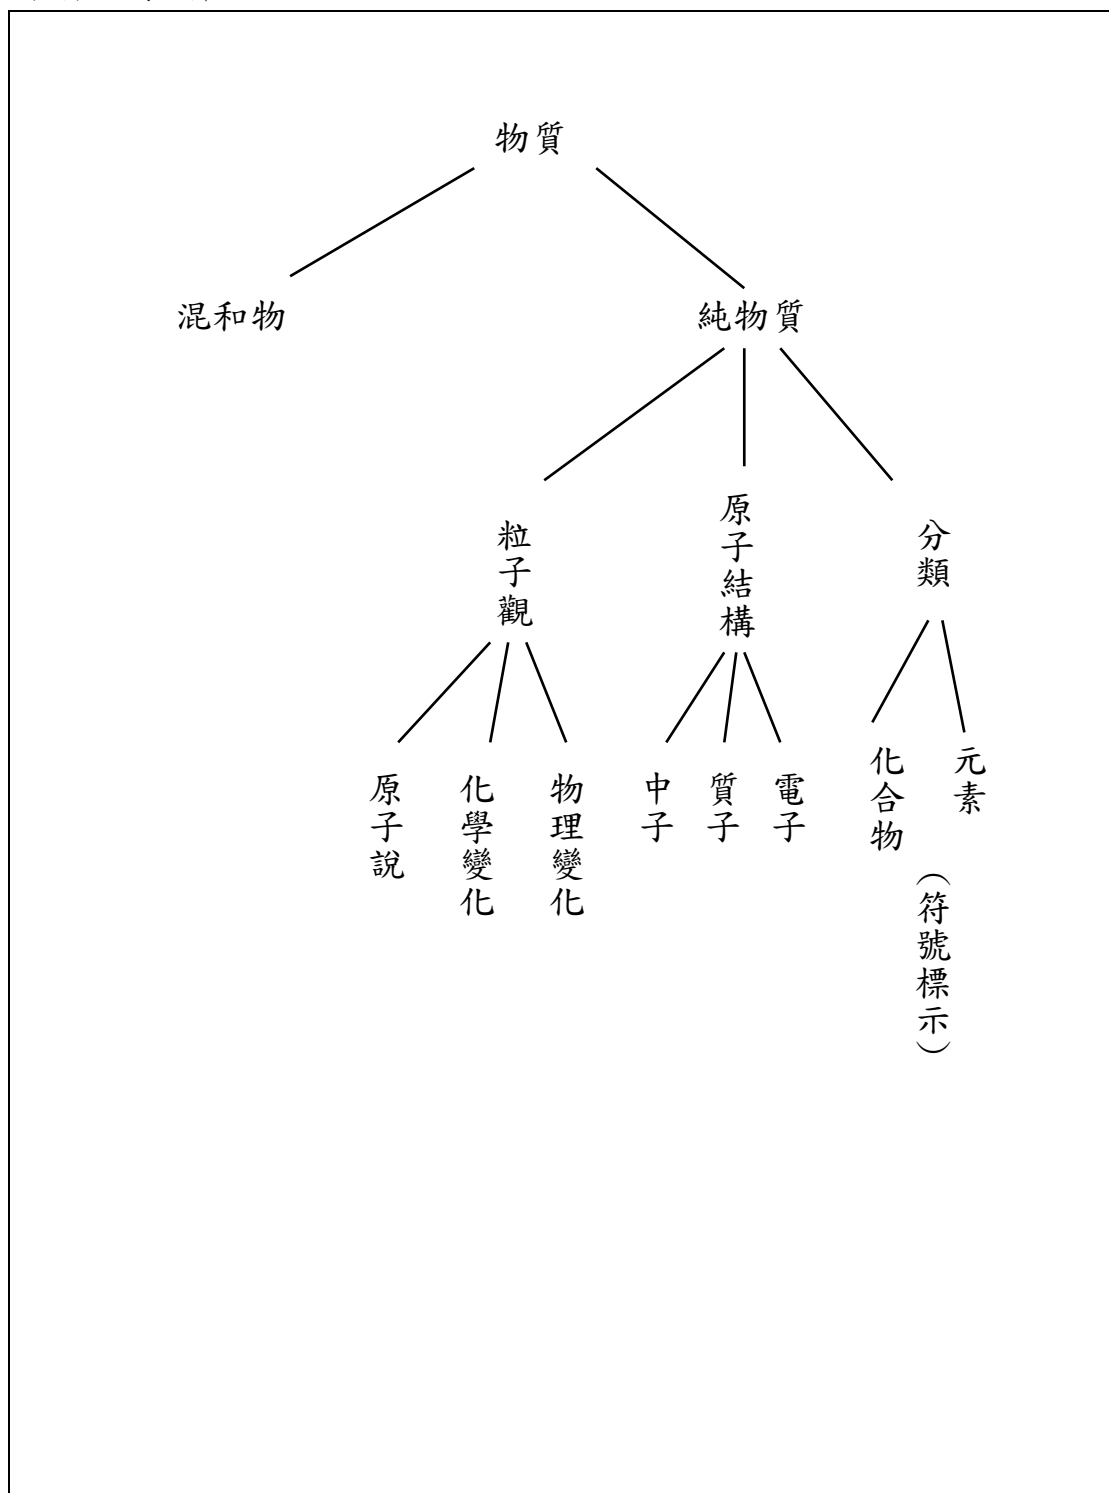 物質
混和物
純物質
粒子觀
原子結構
分類
原子說
化學變化
物理變化
中子
質子
電子
化合物
元素
（符號標示）